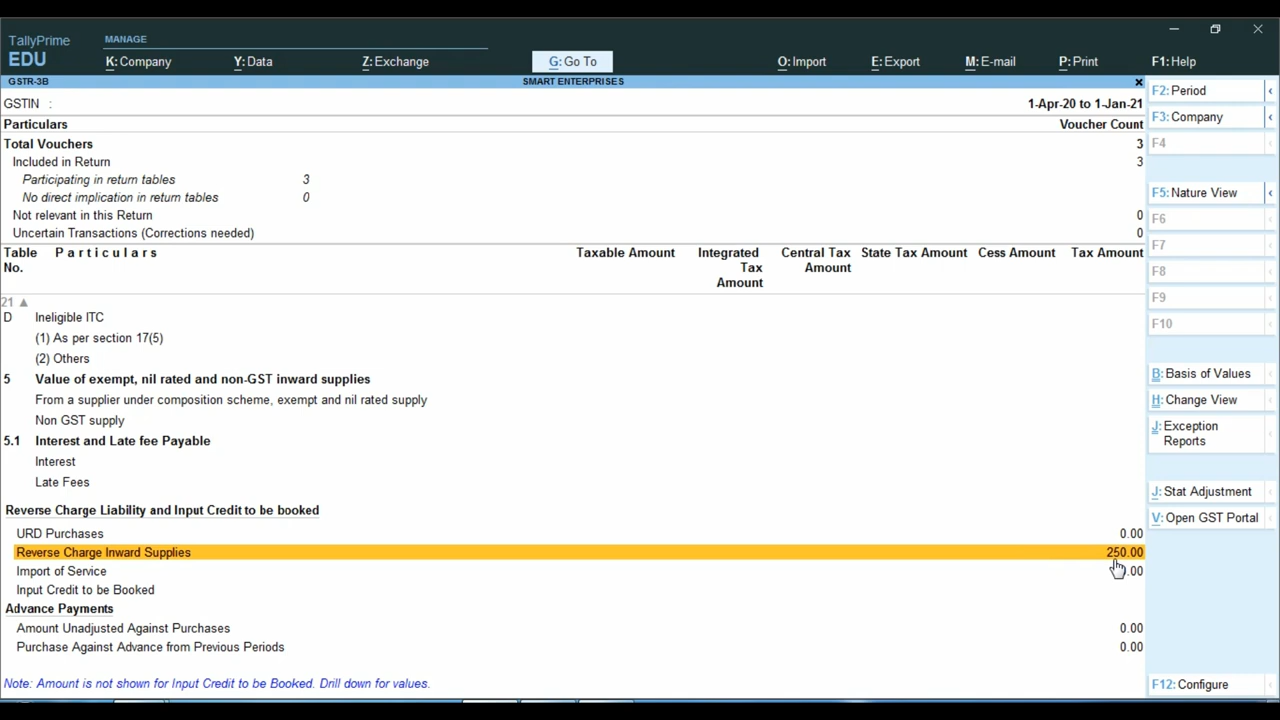 TallyPrime
EDU
MANAGE
K: Company Y: Data Z: Exchange G: Go To O: Import E: Export M: E-mail P: Print F1: Help
GSTR-3B SMART ENTERPRISES x
GSTIN : 1-Apr-20 to 1-Jan-21
Particulars Voucher Count
Total Vouchers 3
Included in Return 3
Participating in return tables 3
No direct implication in return tables 0
Not relevant in this Return 0
Uncertain Transactions (Corrections needed) 0
Table No. Particulars Taxable Amount Integrated Tax Amount Central Tax Amount State Tax Amount Cess Amount Tax Amount
21 ▲
D Ineligible ITC
(1) As per section 17(5)
(2) Others
5 Value of exempt, nil rated and non-GST inward supplies
From a supplier under composition scheme, exempt and nil rated supply
Non GST supply
5.1 Interest and Late fee Payable
Interest
Late Fees
Reverse Charge Liability and Input Credit to be booked
URD Purchases 0.00
Reverse Charge Inward Supplies 250.00
Import of Service .00
Input Credit to be Booked
Advance Payments
Amount Unadjusted Against Purchases 0.00
Purchase Against Advance from Previous Periods 0.00
Note: Amount is not shown for Input Credit to be Booked. Drill down for values.
F2: Period
F3: Company
F4
F5: Nature View
F6
F7
F8
F9
F10
B: Basis of Values
H: Change View
J: Exception
Reports
J: Stat Adjustment
V: Open GST Portal
F12: Configure